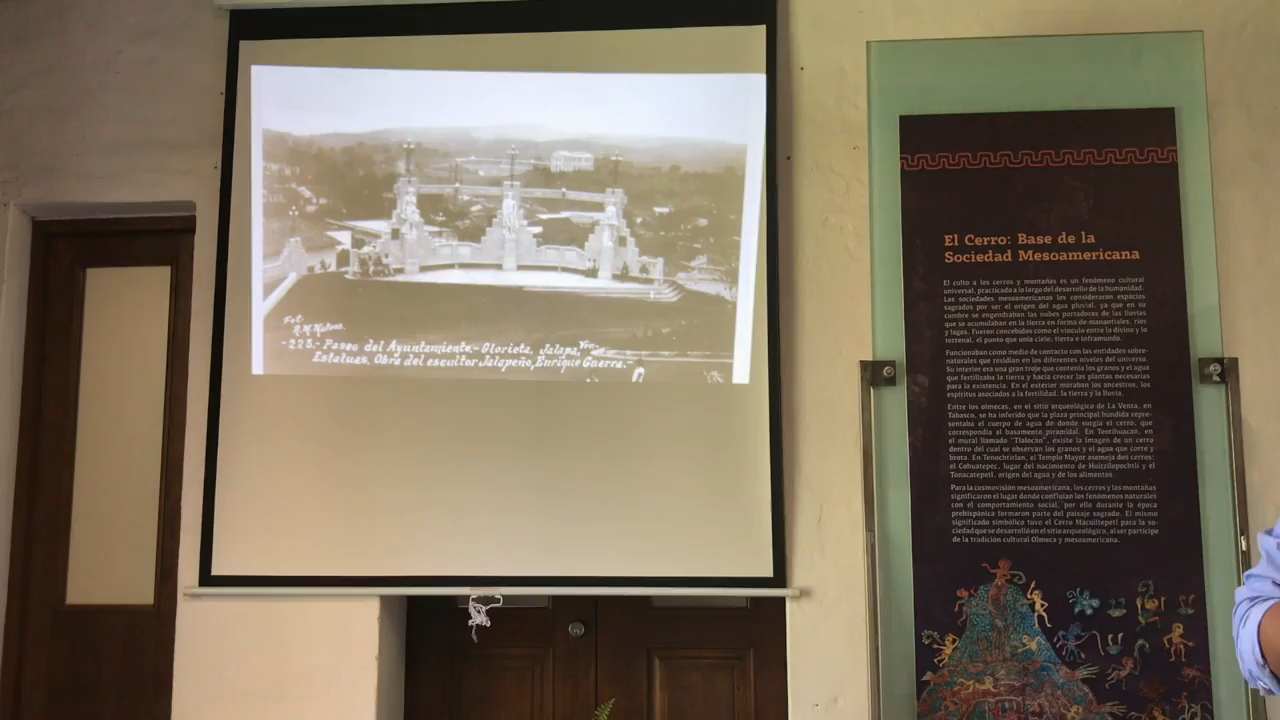 Fot.
-225.- Paseo del Ayuntamiento.- Glorieta, Jalapa, Ver.-
Estatuas. Obra del escultor Jalapeño, Enrique Guerra.-
El Cerro: Base de la
Sociedad Mesoamericana
El culto a los cerros y montañas es un fenómeno cultural
universal, practicado a lo largo del desarrollo de la humanidad.
Las sociedades mesoamericanas los consideraron espacios
sagrados por ser el origen del agua pluvial, ya que en su
cumbre se engendraban las nubes portadoras de las lluvias
que se acumulaban en la tierra en forma de manantiales, ríos
y lagos. Fueron concebidos como el vínculo entre la divino y lo
terrenal, el punto que unía cielo, tierra e inframundo.
Funcionaban como medio de contacto con las entidades sobre-
naturales que residían en los diferentes niveles del universo.
Su interior era una gran troje que contenía los granos y el agua
que fertilizaba la tierra y hacía crecer las plantas necesarias
para la existencia. En el exterior moraban los ancestros, los
espíritus asociados a la fertilidad, la tierra y la lluvia.
Entre los olmecas, en el sitio arqueológico de La Venta, en
Tabasco, se ha inferido que la plaza principal hundida repre-
sentaba el cuerpo de agua de donde surgía el cerro, que
correspondía al basamento piramidal. En Teotihuacan, en
el mural llamado "Tlalocan", existe la imagen de un cerro
dentro del cual se observan los granos y el agua que corre y
brota. En Tenochtitlan, el Templo Mayor asemeja dos cerros:
el Cohuatepec, lugar del nacimiento de Huitzilopochtli y el
Tonacatepetl, origen del agua y de los alimentos.
Para la cosmovisión mesoamericana, los cerros y las montañas
significaron el lugar donde confluían los fenómenos naturales
con el comportamiento social, por ello durante la época
prehispánica formaron parte del paisaje sagrado. El mismo
significado simbólico tuvo el Cerro Macuiltepetl para la so-
ciedad que se desarrolló en el sitio arqueológico, al ser partícipe
de la tradición cultural Olmeca y mesoamericana.